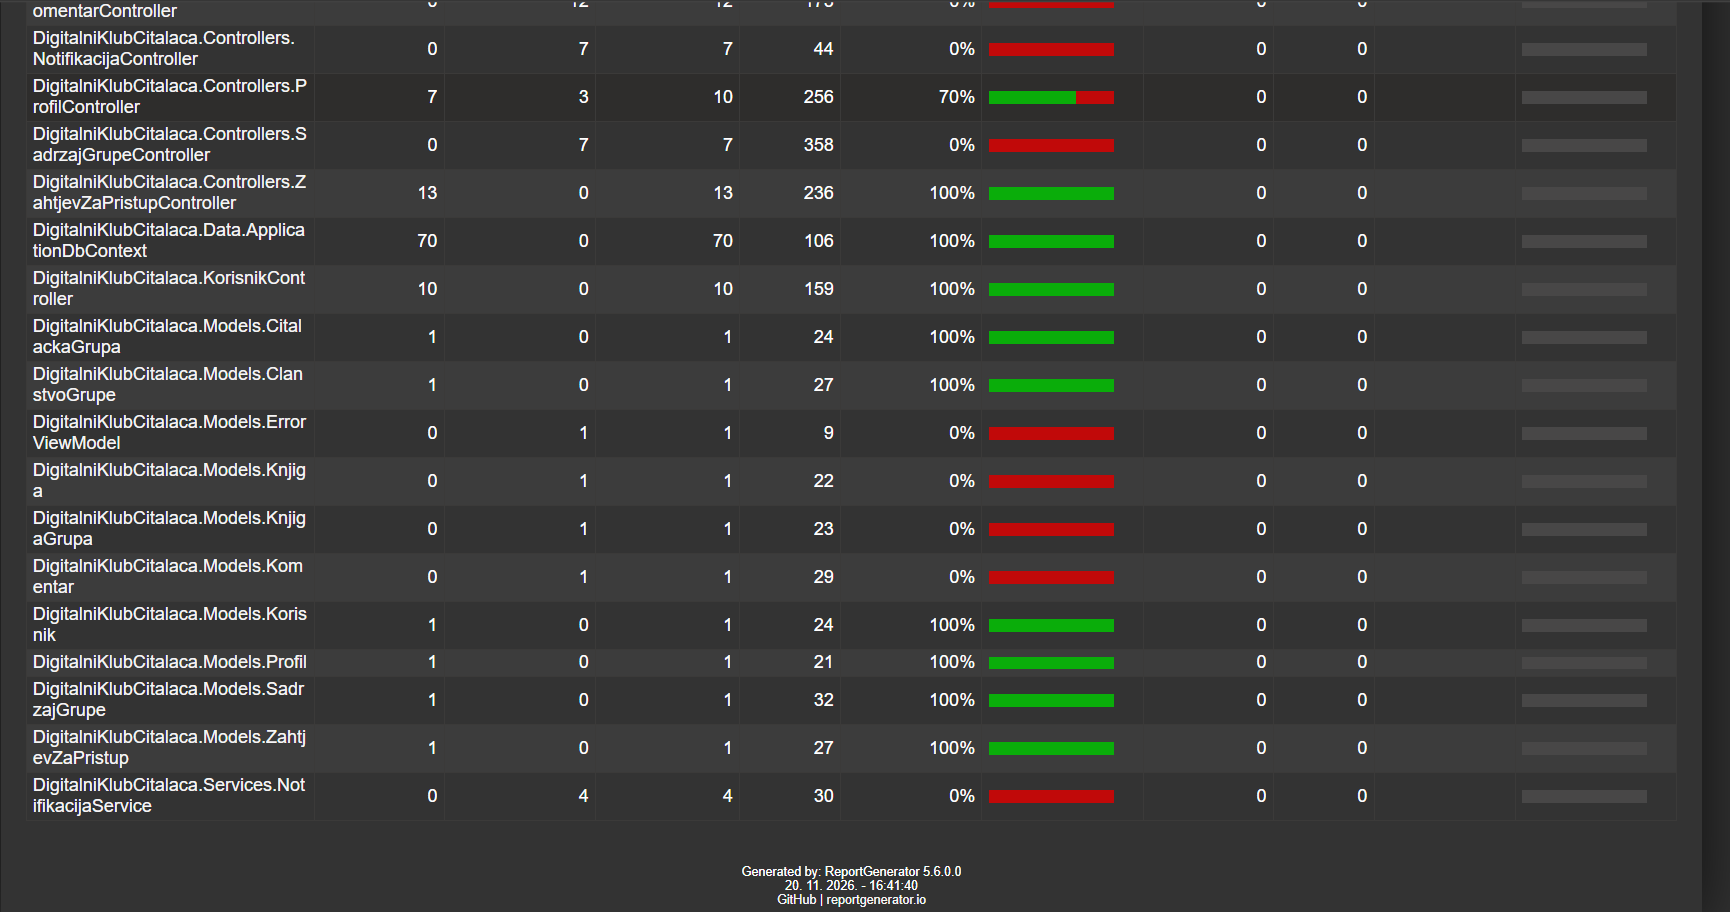 omentarController 0 12 12 173 0% 0 0
DigitalniKlubCitalaca.Controllers.
NotifikacijaController 0 7 7 44 0% 0 0
DigitalniKlubCitalaca.Controllers.P
rofilController 7 3 10 256 70% 0 0
DigitalniKlubCitalaca.Controllers.S
adrzajGrupeController 0 7 7 358 0% 0 0
DigitalniKlubCitalaca.Controllers.Z
ahtjevZaPristupController 13 0 13 236 100% 0 0
DigitalniKlubCitalaca.Data.Applica
tionDbContext 70 0 70 106 100% 0 0
DigitalniKlubCitalaca.KorisnikCont
roller 10 0 10 159 100% 0 0
DigitalniKlubCitalaca.Models.Cital
ackaGrupa 1 0 1 24 100% 0 0
DigitalniKlubCitalaca.Models.Clan
stvoGrupe 1 0 1 27 100% 0 0
DigitalniKlubCitalaca.Models.Error
ViewModel 0 1 1 9 0% 0 0
DigitalniKlubCitalaca.Models.Knjig
a 0 1 1 22 0% 0 0
DigitalniKlubCitalaca.Models.Knjig
aGrupa 0 1 1 23 0% 0 0
DigitalniKlubCitalaca.Models.Kom
entar 0 1 1 29 0% 0 0
DigitalniKlubCitalaca.Models.Koris
nik 1 0 1 24 100% 0 0
DigitalniKlubCitalaca.Models.Profil 1 0 1 21 100% 0 0
DigitalniKlubCitalaca.Models.Sadr
zajGrupe 1 0 1 32 100% 0 0
DigitalniKlubCitalaca.Models.Zahtj
evZaPristup 1 0 1 27 100% 0 0
DigitalniKlubCitalaca.Services.Not
ifikacijaService 0 4 4 30 0% 0 0
Generated by: ReportGenerator 5.6.0.0
20. 11. 2026. - 16:41:40
GitHub | reportgenerator.io